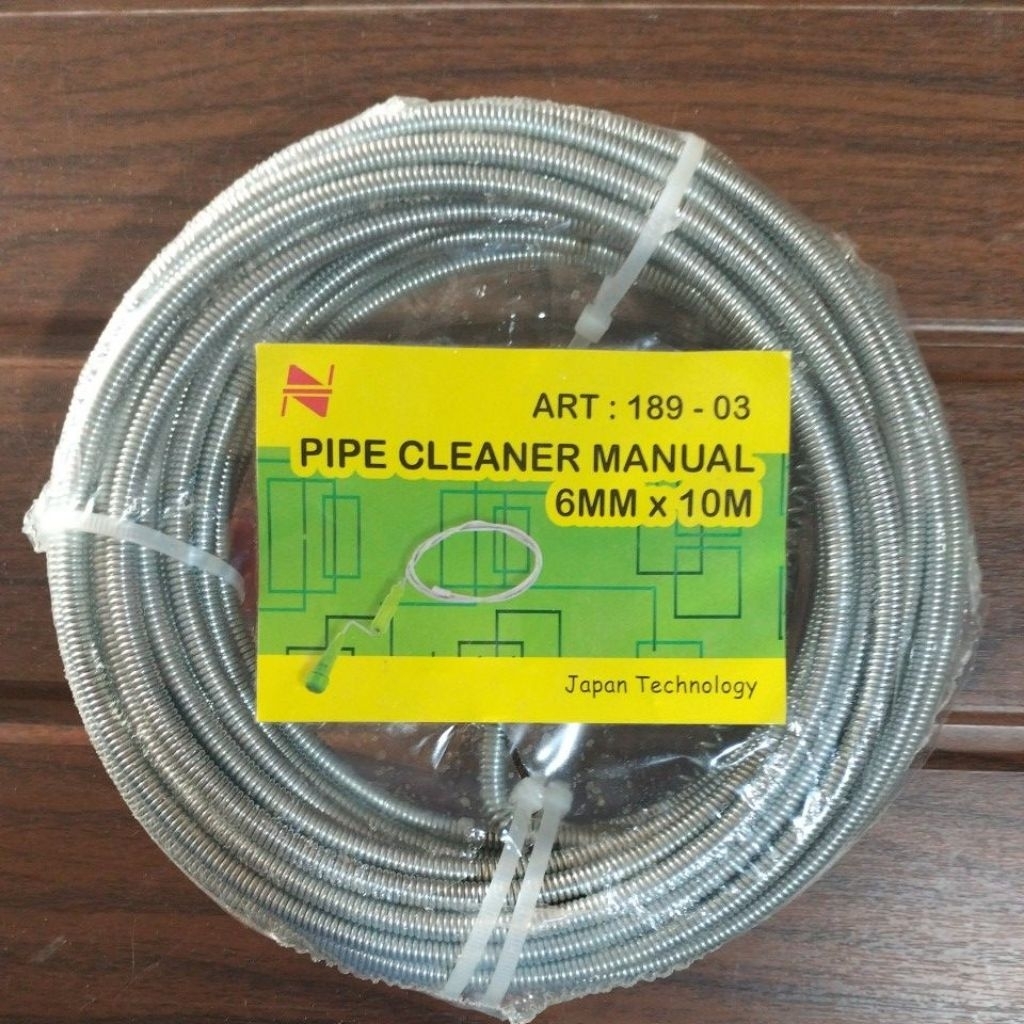 ART : 189 - 03
PIPE CLEANER MANUAL
6MM x 10M
Japan Technology